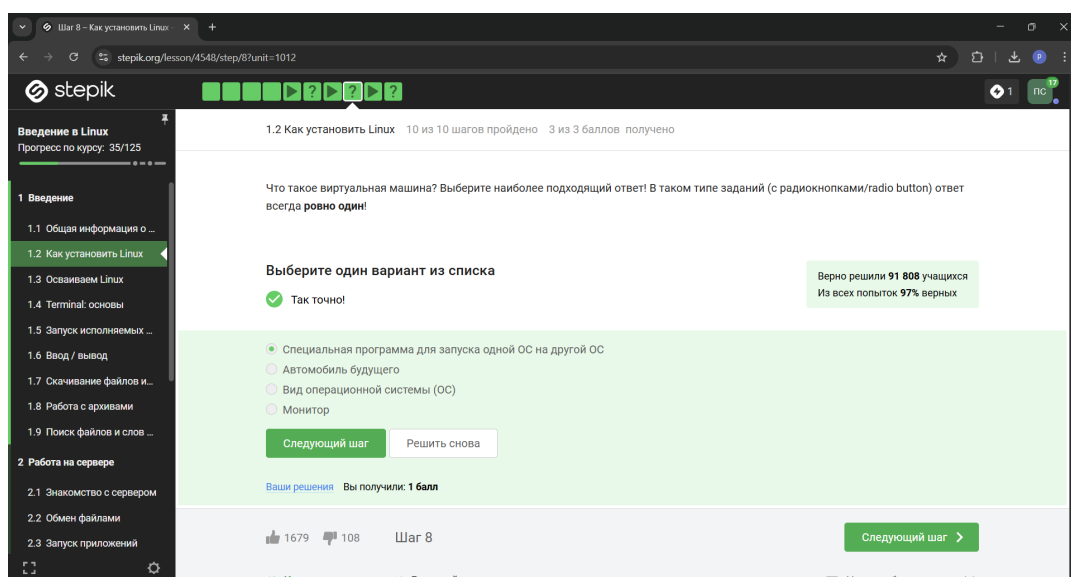 Шаг 8 – Как установить Linux –
stepik.org/lesson/4548/step/8?unit=1012
P
stepik
? ? ?
1
ПС
17
Введение в Linux
Прогресс по курсу: 35/125
1 Введение
1.1 Общая информация о ...
1.2 Как установить Linux
1.3 Осваиваем Linux
1.4 Terminal: основы
1.5 Запуск исполняемых ...
1.6 Ввод / вывод
1.7 Скачивание файлов и...
1.8 Работа с архивами
1.9 Поиск файлов и слов ...
2 Работа на сервере
2.1 Знакомство с сервером
2.2 Обмен файлами
2.3 Запуск приложений
1.2 Как установить Linux 10 из 10 шагов пройдено 3 из 3 баллов получено
Что такое виртуальная машина? Выберите наиболее подходящий ответ! В таком типе заданий (с радиокнопками/radio button) ответ
всегда ровно один!
Выберите один вариант из списка
Так точно!
Верно решили 91 808 учащихся
Из всех попыток 97% верных
Специальная программа для запуска одной ОС на другой ОС
Автомобиль будущего
Вид операционной системы (ОС)
Монитор
Следующий шаг
Решить снова
Ваши решения Вы получили: 1 балл
1679 108 Шаг 8
Следующий шаг